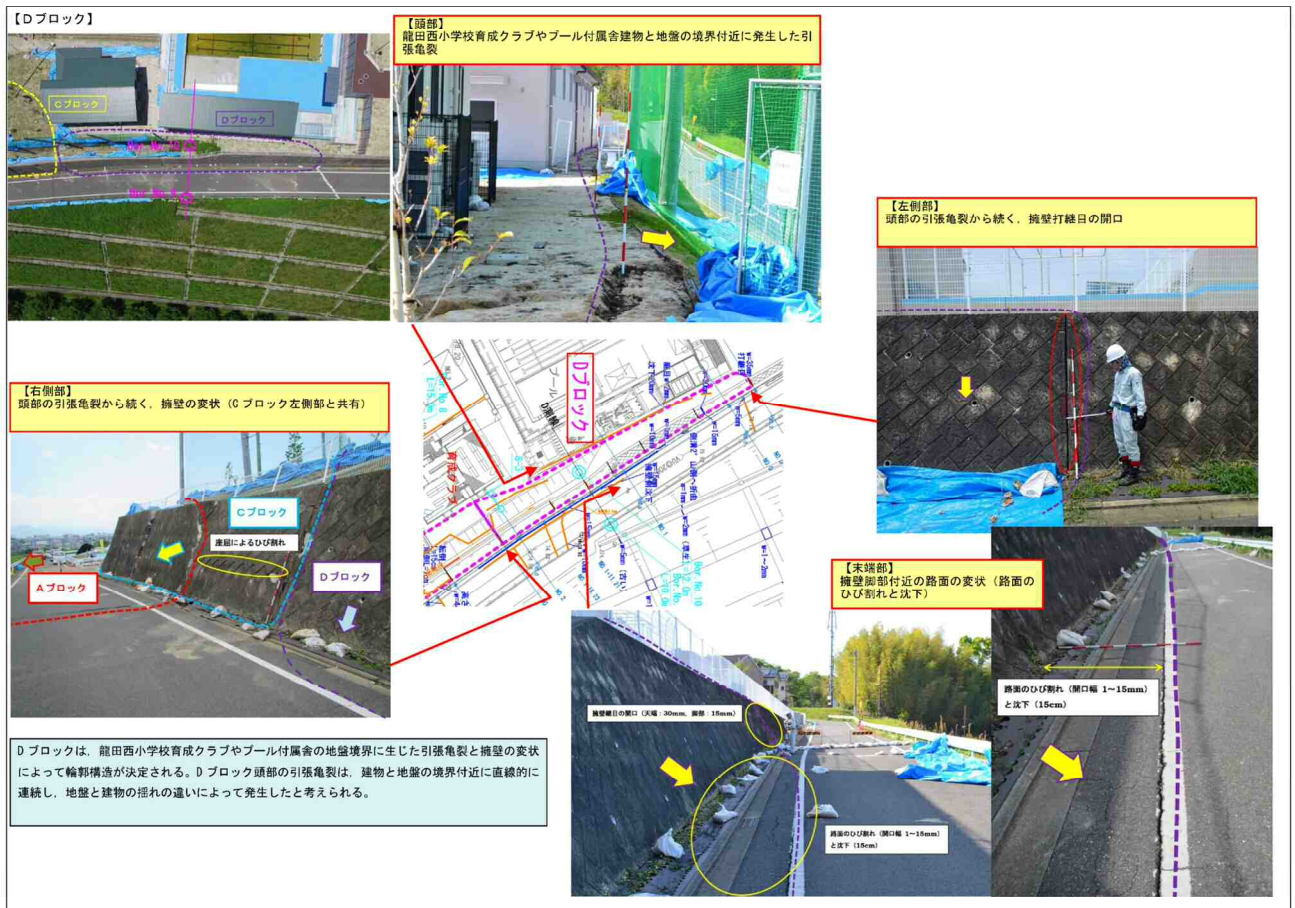 【Dブロック】
Cブロック
Dブロック
【頭部】
龍田西小学校育成クラブやプール付属舎建物と地盤の境界付近に発生した引
張亀裂
【左側部】
頭部の引張亀裂から続く,擁壁打継目の開口
【右側部】
頭部の引張亀裂から続く,擁壁の変状(Cブロック左側部と共有)
Cブロック
座屈によるひび割れ
Aブロック
Dブロック
Dブロック
プール
D測線
育成クラブ
【末端部】
擁壁脚部付近の路面の変状(路面の
ひび割れと沈下)
擁壁継目の開口(天端:30mm, 脚部:15mm)
路面のひび割れ(開口幅 1~15mm)
と沈下(15cm)
路面のひび割れ(開口幅 1~15mm)
と沈下(15cm)
Dブロックは,龍田西小学校育成クラブやプール付属舎の地盤境界に生じた引張亀裂と擁壁の変状
によって輪郭構造が決定される。Dブロック頭部の引張亀裂は,建物と地盤の境界付近に直線的に
連続し,地盤と建物の揺れの違いによって発生したと考えられる。